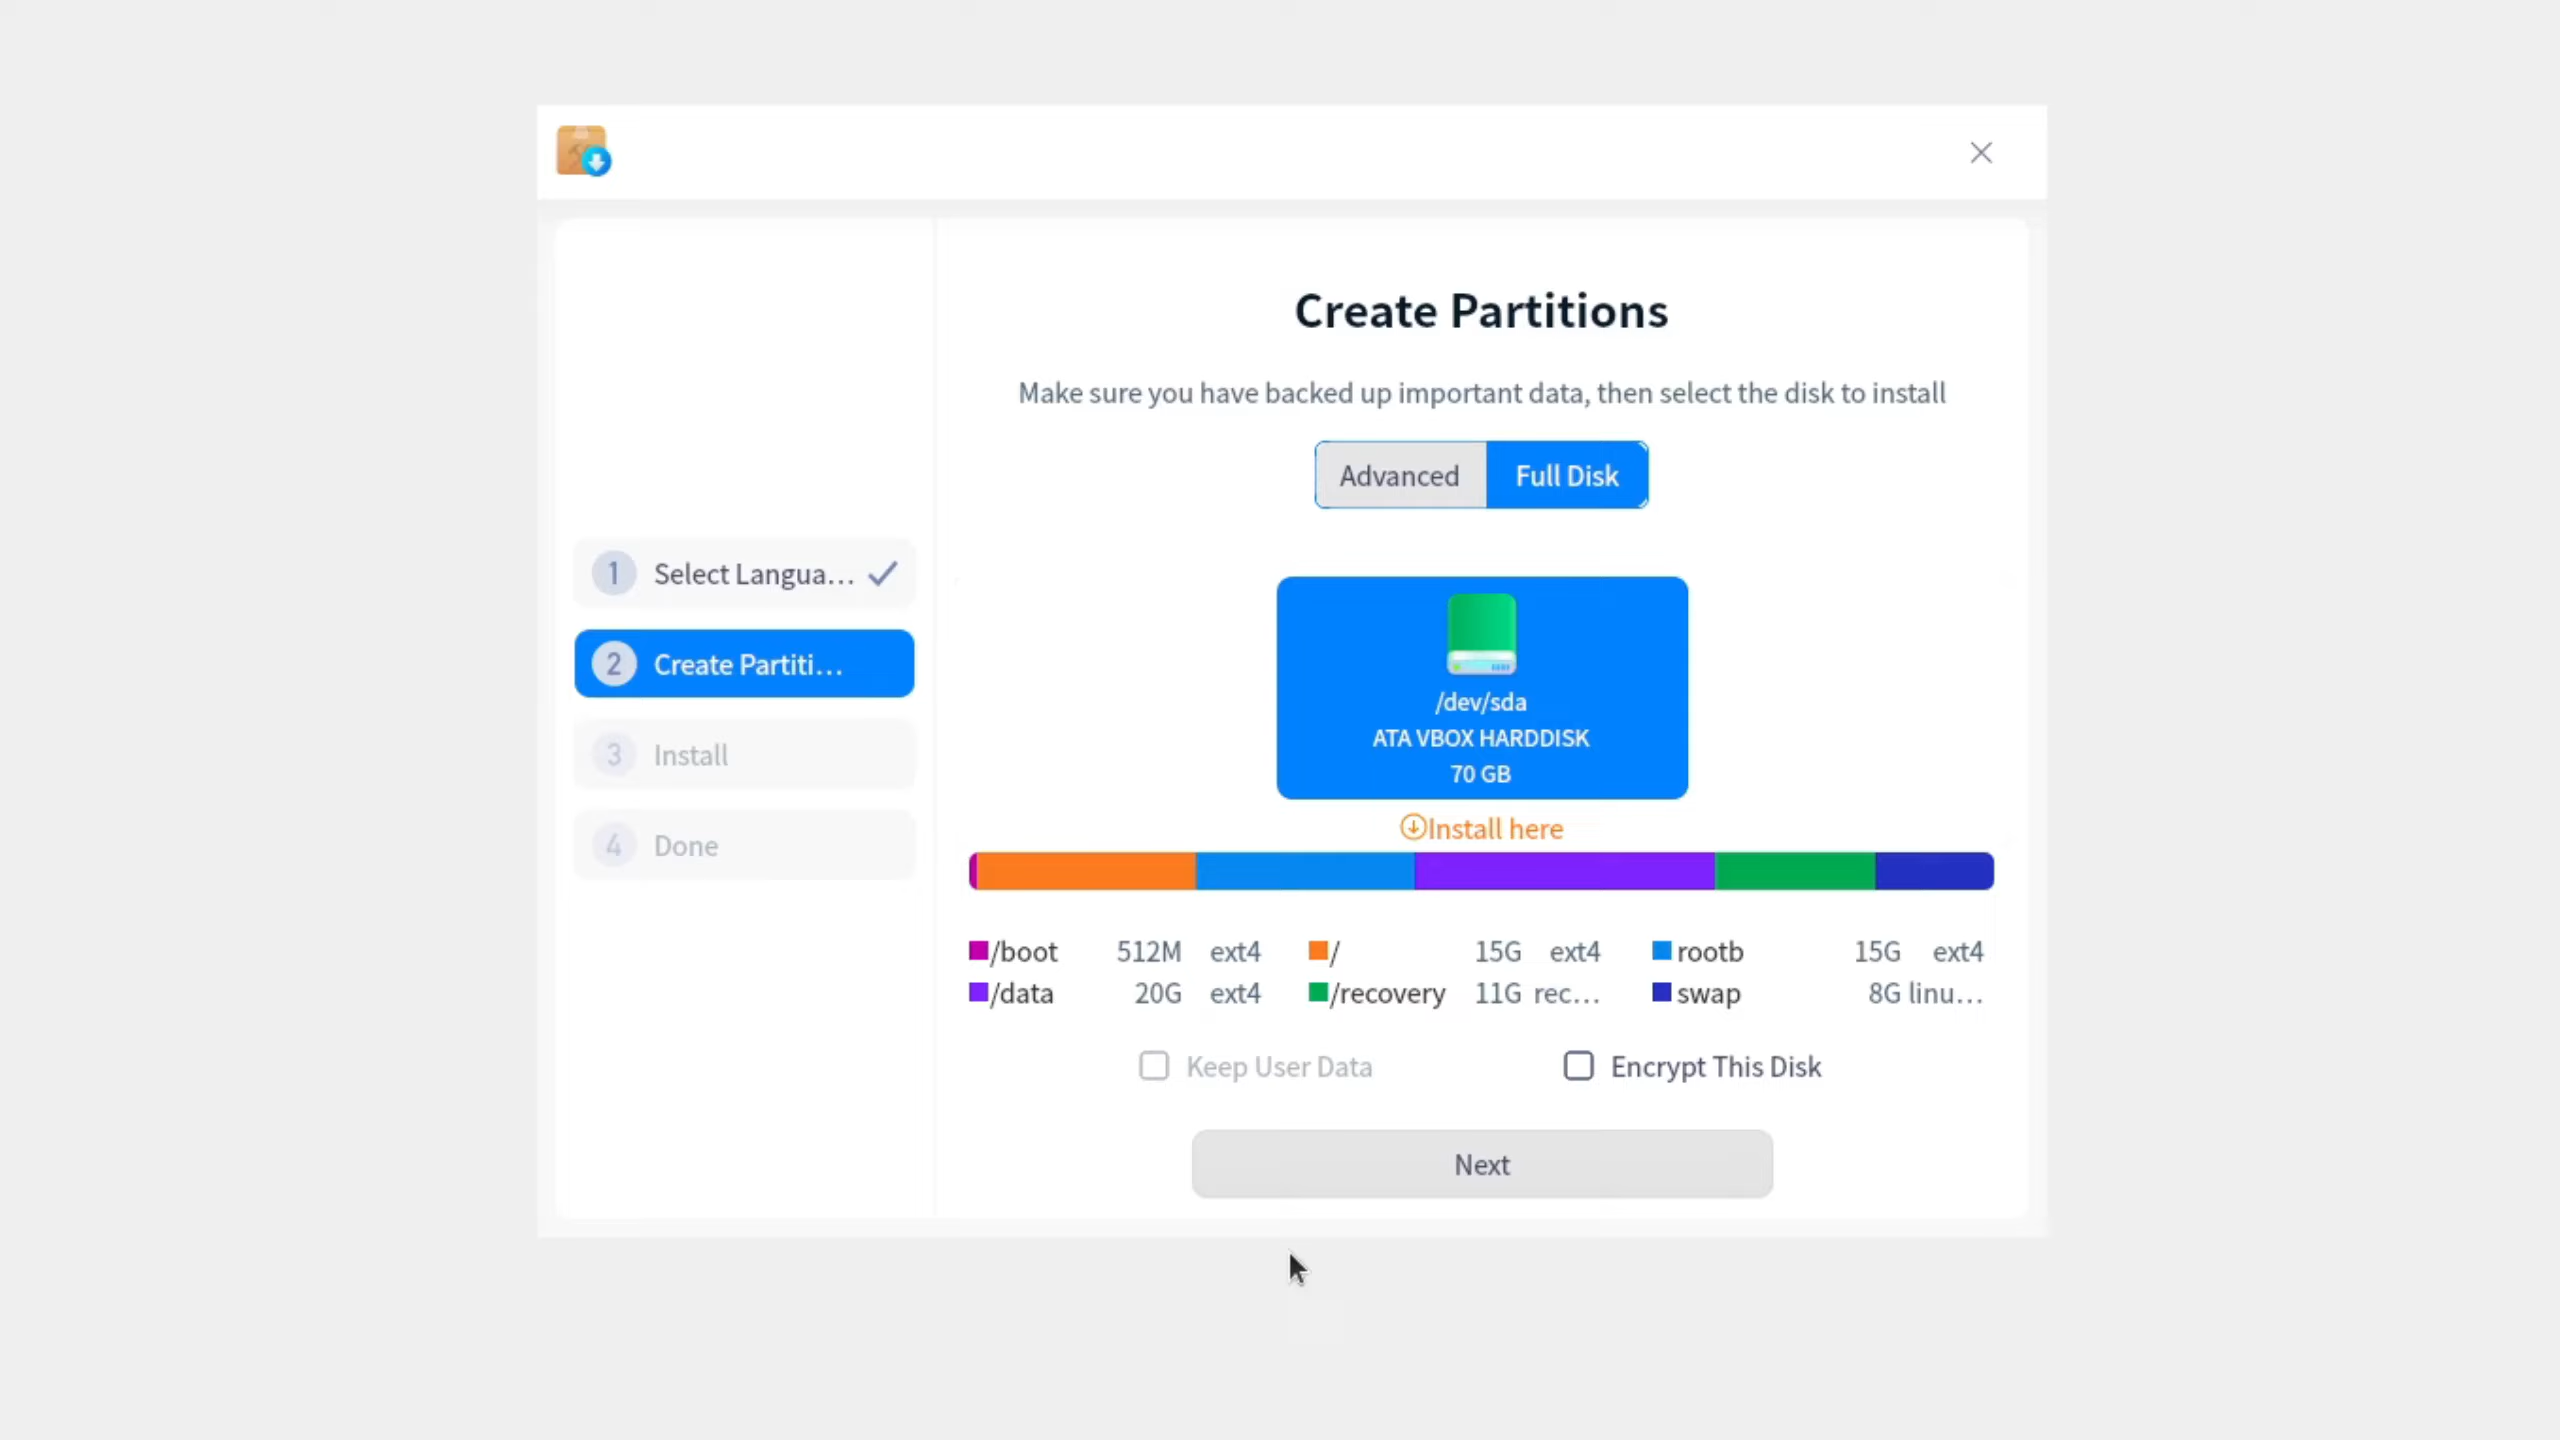 Create Partitions
Make sure you have backed up important data, then select the disk to install
Advanced Full Disk
1 Select Langua...
2 Create Partiti...
3 Install
4 Done
/dev/sda
ATA VBOX HARDDISK
70 GB
Install here
/boot 512M ext4 / 15G ext4 rootb 15G ext4
/data 20G ext4 /recovery 11G rec... swap 8G linu...
Keep User Data Encrypt This Disk
Next